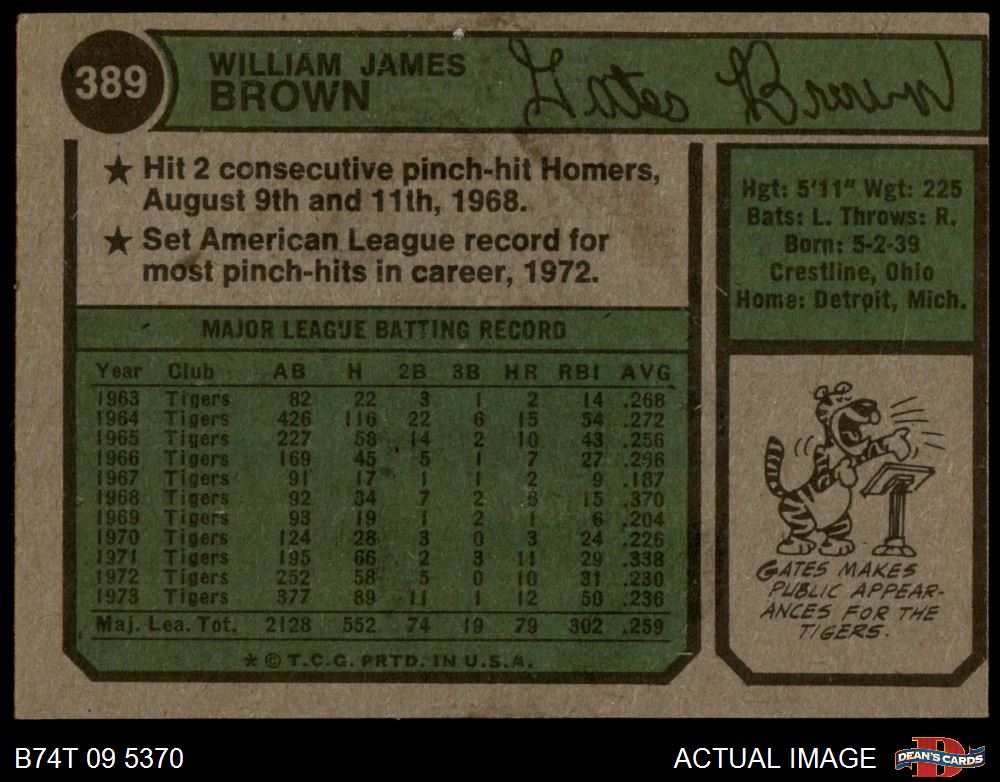 389
WILLIAM JAMES
BROWN
Gates Brown
★ Hit 2 consecutive pinch-hit Homers,
August 9th and 11th, 1968.
★ Set American League record for
most pinch-hits in career, 1972.
Hgt: 5'11" Wgt: 225
Bats: L. Throws: R.
Born: 5-2-39
Crestline, Ohio
Home: Detroit, Mich.
MAJOR LEAGUE BATTING RECORD
Year Club AB H 2B 3B HR RBI AVG
1963 Tigers 82 22 3 1 2 14 .268
1964 Tigers 426 116 22 6 15 54 .272
1965 Tigers 227 58 14 2 10 43 .256
1966 Tigers 169 45 5 1 7 27 .266
1967 Tigers 91 17 1 1 2 9 .187
1968 Tigers 92 34 7 2 6 15 .370
1969 Tigers 93 19 1 2 1 6 .204
1970 Tigers 124 28 3 0 3 24 .226
1971 Tigers 195 66 2 3 11 29 .338
1972 Tigers 252 58 5 0 10 31 .230
1973 Tigers 377 89 11 1 12 50 .236
Maj. Lea. Tot. 2128 552 74 19 79 302 .259
* © T.C.G. PRTD. IN U.S.A.
GATES MAKES
PUBLIC APPEAR-
ANCES FOR THE
TIGERS.
B74T 09 5370
ACTUAL IMAGE
D
DEAN'S CARDS